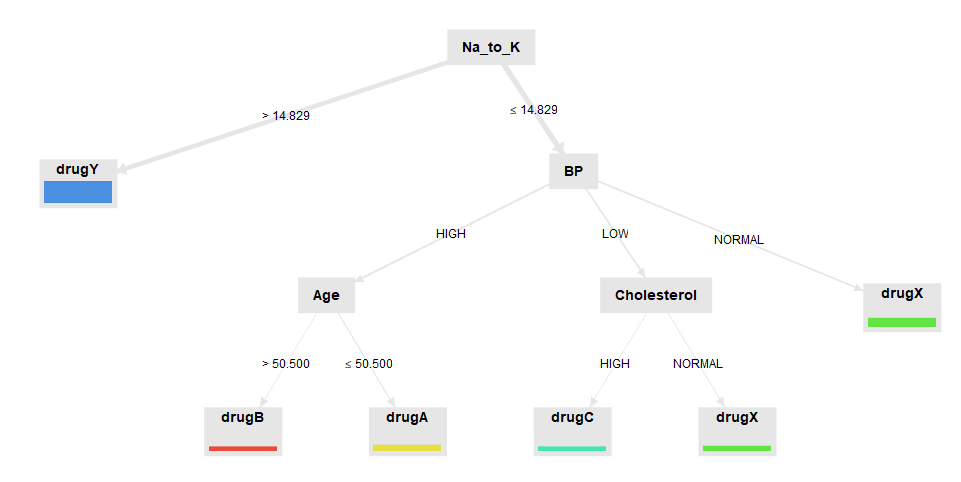 Na_to_K
> 14.829
≤ 14.829
drugY
BP
HIGH
LOW
NORMAL
Age
Cholesterol
drugX
> 50.500
≤ 50.500
HIGH
NORMAL
drugB
drugA
drugC
drugX